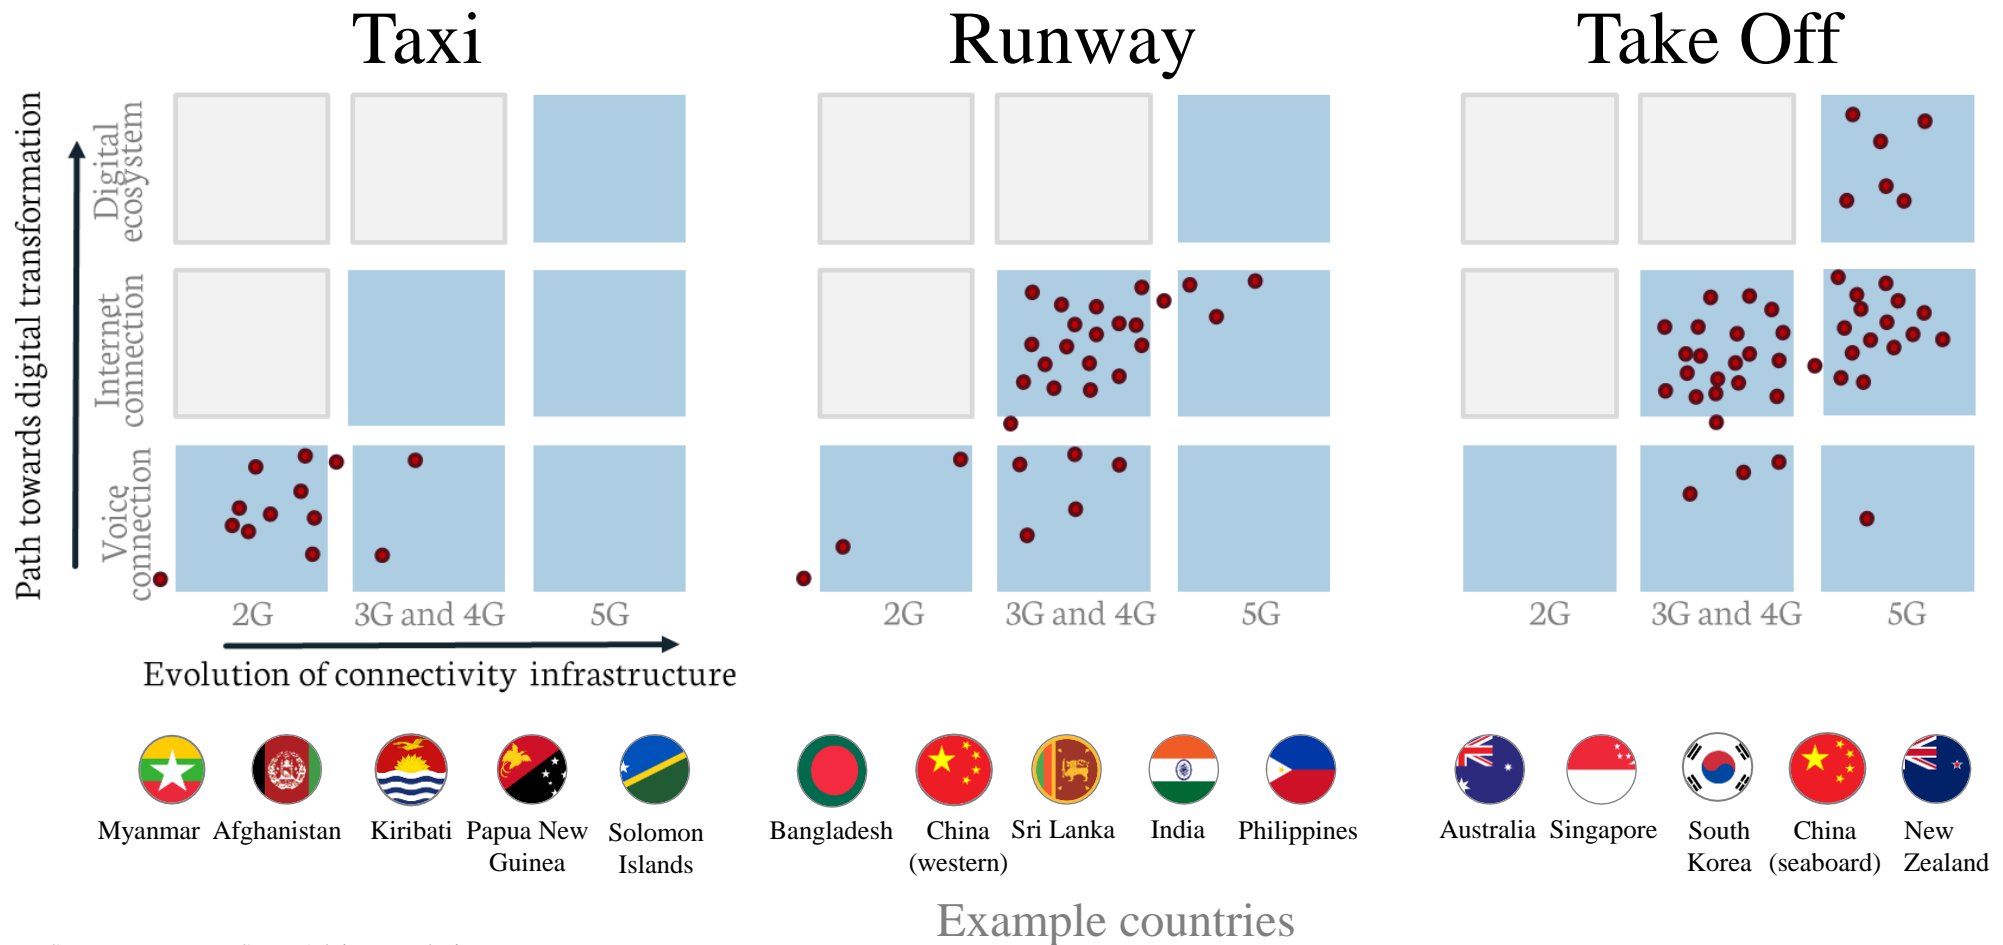 Taxi
Runway
Take Off
Path towards digital transformation
Digital
ecosystem
Internet
connection
Voice
connection
2G
3G and 4G
5G
2G
3G and 4G
5G
2G
3G and 4G
5G
Evolution of connectivity infrastructure
Myanmar
Afghanistan
Kiribati
Papua New
Guinea
Solomon
Islands
Bangladesh
China
(western)
Sri Lanka
India
Philippines
Australia
Singapore
South
Korea
China
(seaboard)
New
Zealand
Example countries